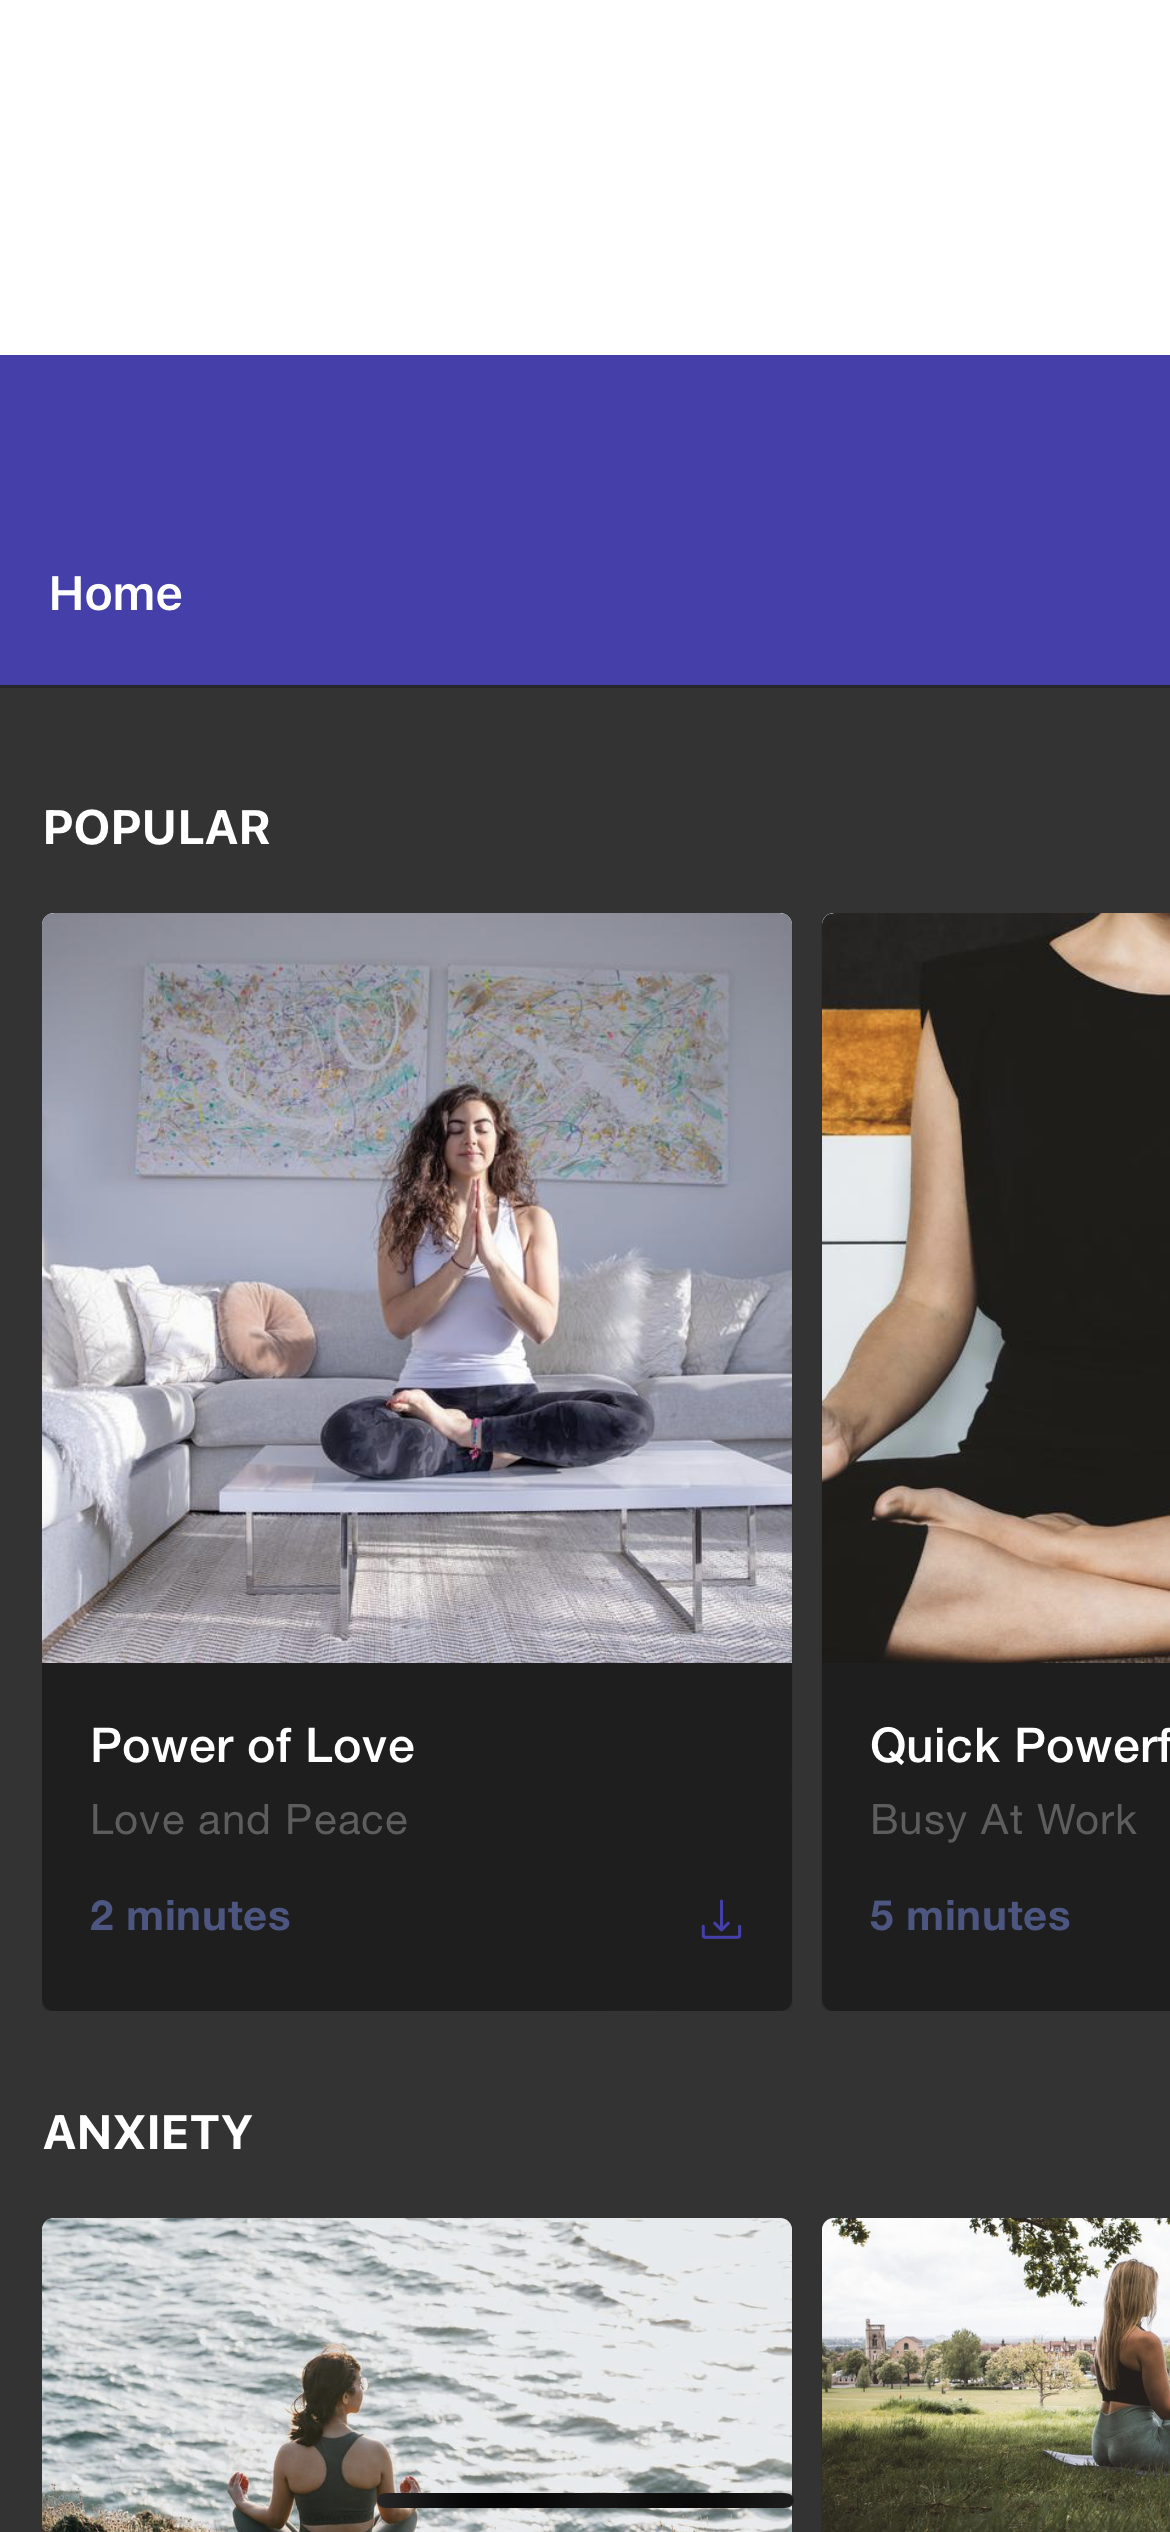 Home
POPULAR
Power of Love
Love and Peace
2 minutes
Quick Powerf
Busy At Work
5 minutes
ANXIETY